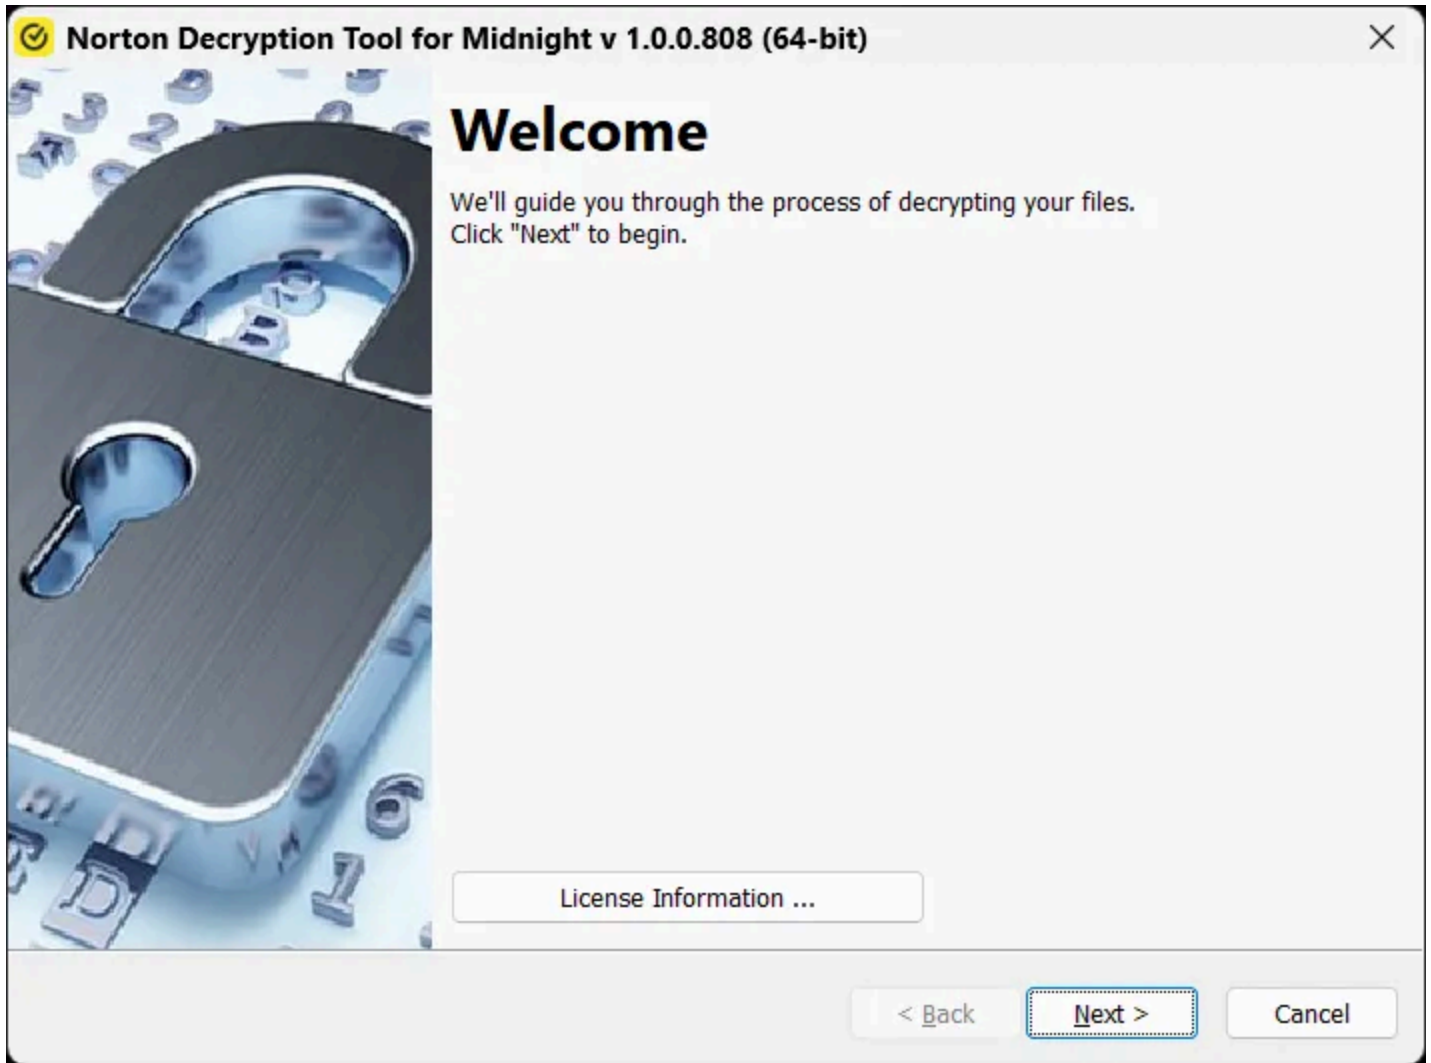 Norton Decryption Tool for Midnight v 1.0.0.808 (64-bit)
Welcome
We'll guide you through the process of decrypting your files.
Click "Next" to begin.
License Information ...
< Back
Next >
Cancel